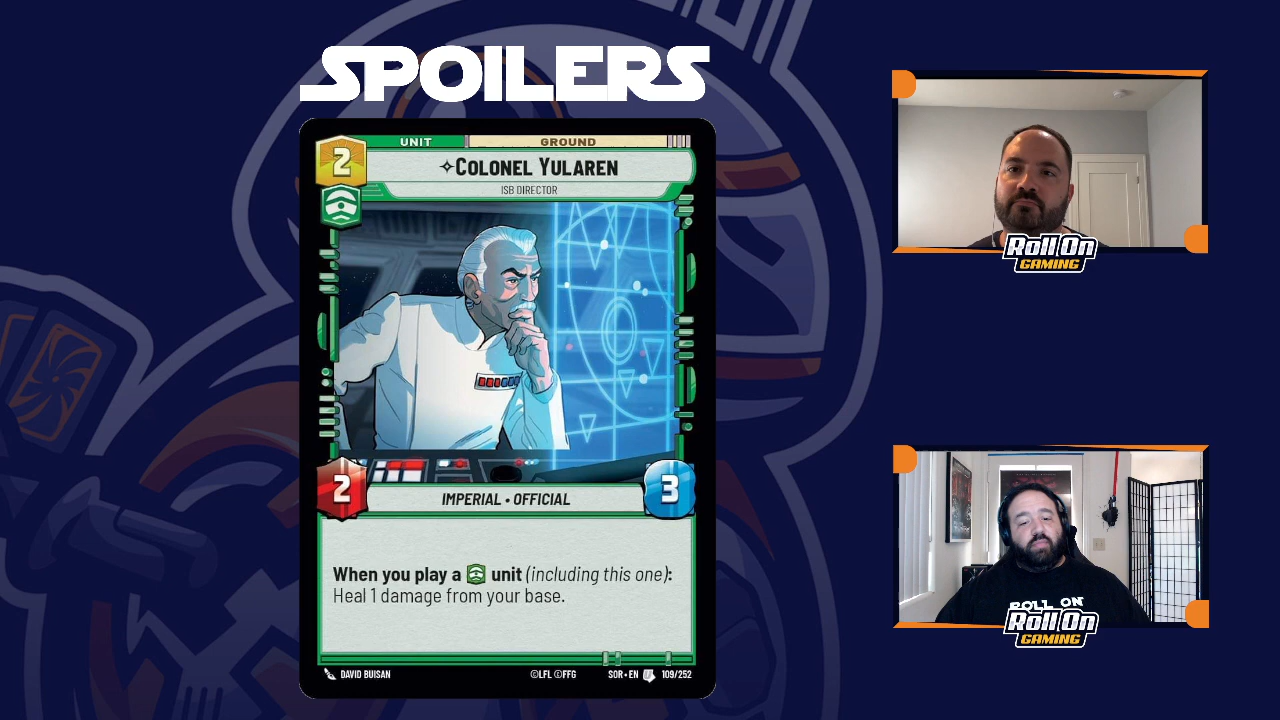 SPOILERS
UNIT
GROUND
2
COLONEL YULAREN
ISB DIRECTOR
2
IMPERIAL • OFFICIAL
3
When you play a unit (including this one):
Heal 1 damage from your base.
DAVID BUISAN
©LFL ©FFG
SOR • EN
109/252
Roll On
GAMING
ROLL ON
Roll On
GAMING